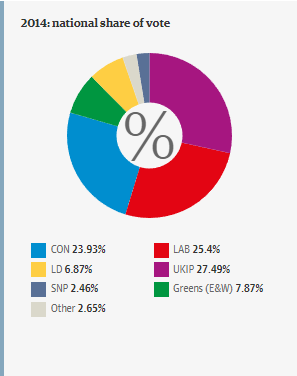 2014: national share of vote
%
CON 23.93% LAB 25.4%
LD 6.87% UKIP 27.49%
SNP 2.46% Greens (E&W) 7.87%
Other 2.65%